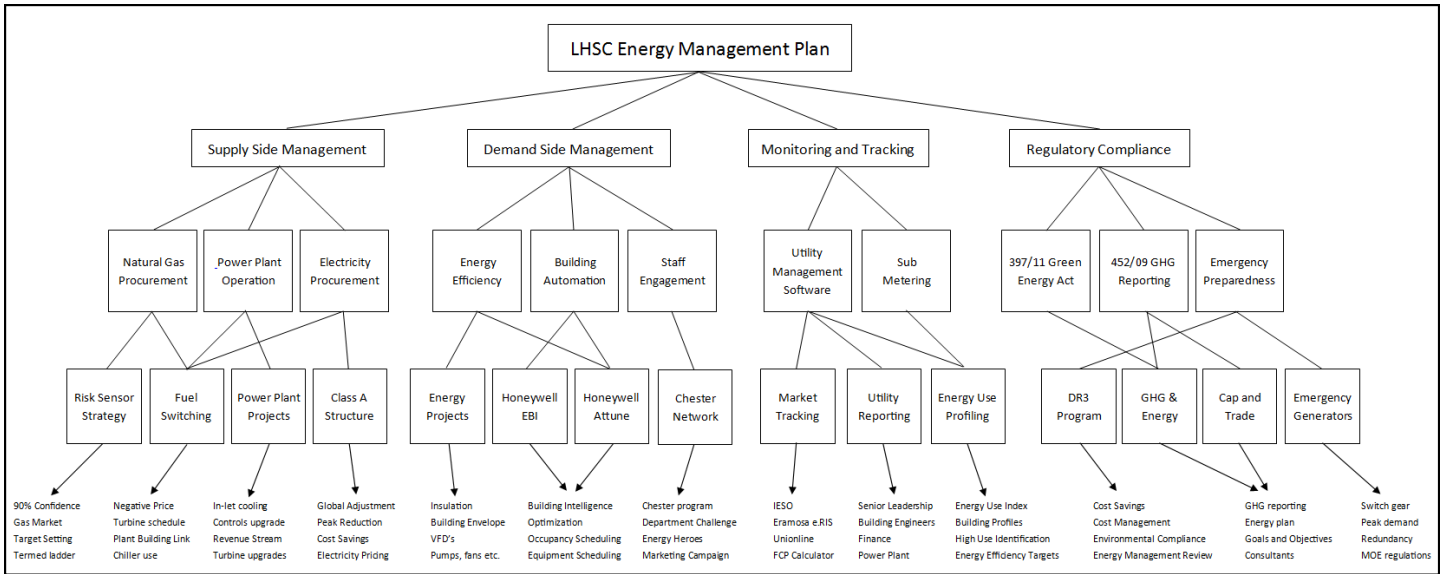 LHSC Energy Management Plan
Supply Side Management
Demand Side Management
Monitoring and Tracking
Regulatory Compliance
Natural Gas
Procurement
Power Plant
Operation
Electricity
Procurement
Energy
Efficiency
Building
Automation
Staff
Engagement
Utility
Management
Software
Sub
Metering
397/11 Green
Energy Act
452/09 GHG
Reporting
Emergency
Preparedness
Risk Sensor
Strategy
Fuel
Switching
Power Plant
Projects
Class A
Structure
Energy
Projects
Honeywell
EBI
Honeywell
Attune
Chester
Network
Market
Tracking
Utility
Reporting
Energy Use
Profiling
DR3
Program
GHG &
Energy
Cap and
Trade
Emergency
Generators
90% Confidence
Gas Market
Target Setting
Termed ladder
Negative Price
Turbine schedule
Plant Building Link
Chiller use
In-let cooling
Controls upgrade
Revenue Stream
Turbine upgrades
Global Adjustment
Peak Reduction
Cost Savings
Electricity Pricing
Insulation
Building Envelope
VFD's
Pumps, fans etc.
Building Intelligence
Optimization
Occupancy Scheduling
Equipment Scheduling
Chester program
Department Challenge
Energy Heroes
Marketing Campaign
IESO
Eramosa e.RIS
Unionline
FCP Calculator
Senior Leadership
Building Engineers
Finance
Power Plant
Energy Use Index
Building Profiles
High Use Identification
Energy Efficiency Targets
Cost Savings
Cost Management
Environmental Compliance
Energy Management Review
GHG reporting
Energy plan
Goals and Objectives
Consultants
Switch gear
Peak demand
Redundancy
MOE regulations